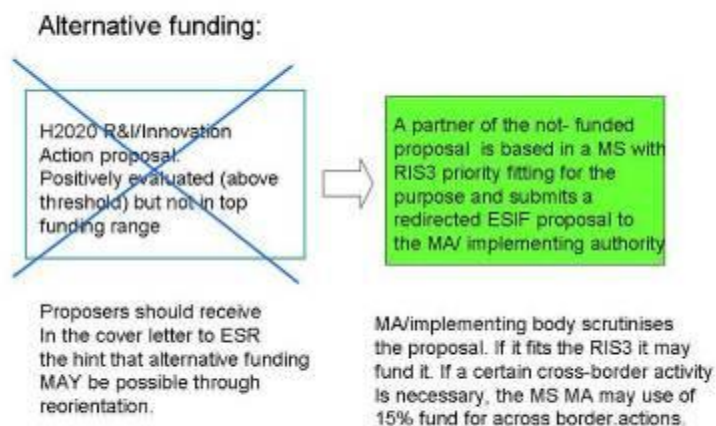 Alternative funding:
H2020 R&I/Innovation
Action proposal.
Positively evaluated (above
threshold) but not in top
funding range
A partner of the not- funded
proposal is based in a MS with
RIS3 priority fitting for the
purpose and submits a
redirected ESIF proposal to
the MA/ implementing authority
Proposers should receive
In the cover letter to ESR
the hint that alternative funding
MAY be possible through
reorientation.
MA/implementing body scrutinises
the proposal. If it fits the RIS3 it may
fund it. If a certain cross-border activity
Is necessary, the MS MA may use of
15% fund for across border.actions.